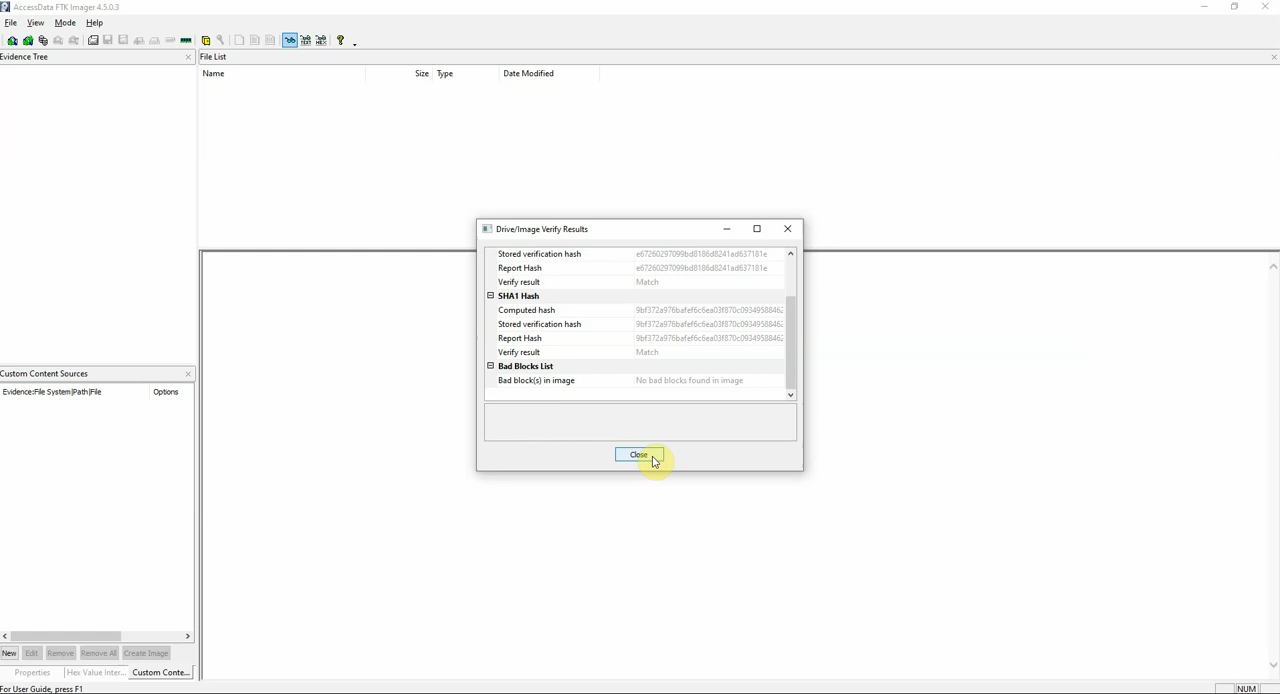 AccessData FTK Imager 4.5.0.3
File View Mode Help
Evidence Tree
File List
Name Size Type Date Modified
Custom Content Sources
Evidence:File System|Path|File Options
New Edit Remove Remove All Create Image
Properties Hex Value Inter... Custom Conte...
For User Guide, press F1
NUM
Drive/Image Verify Results
Stored verification hash e67260297099bd8186d8241ad637181e
Report Hash e67260297099bd8186d8241ad637181e
Verify result Match
SHA1 Hash
Computed hash 9bf372a976bafef6c6ea03f870c09349588462
Stored verification hash 9bf372a976bafef6c6ea03f870c09349588462
Report Hash 9bf372a976bafef6c6ea03f870c09349588462
Verify result Match
Bad Blocks List
Bad block(s) in image No bad blocks found in image
Close